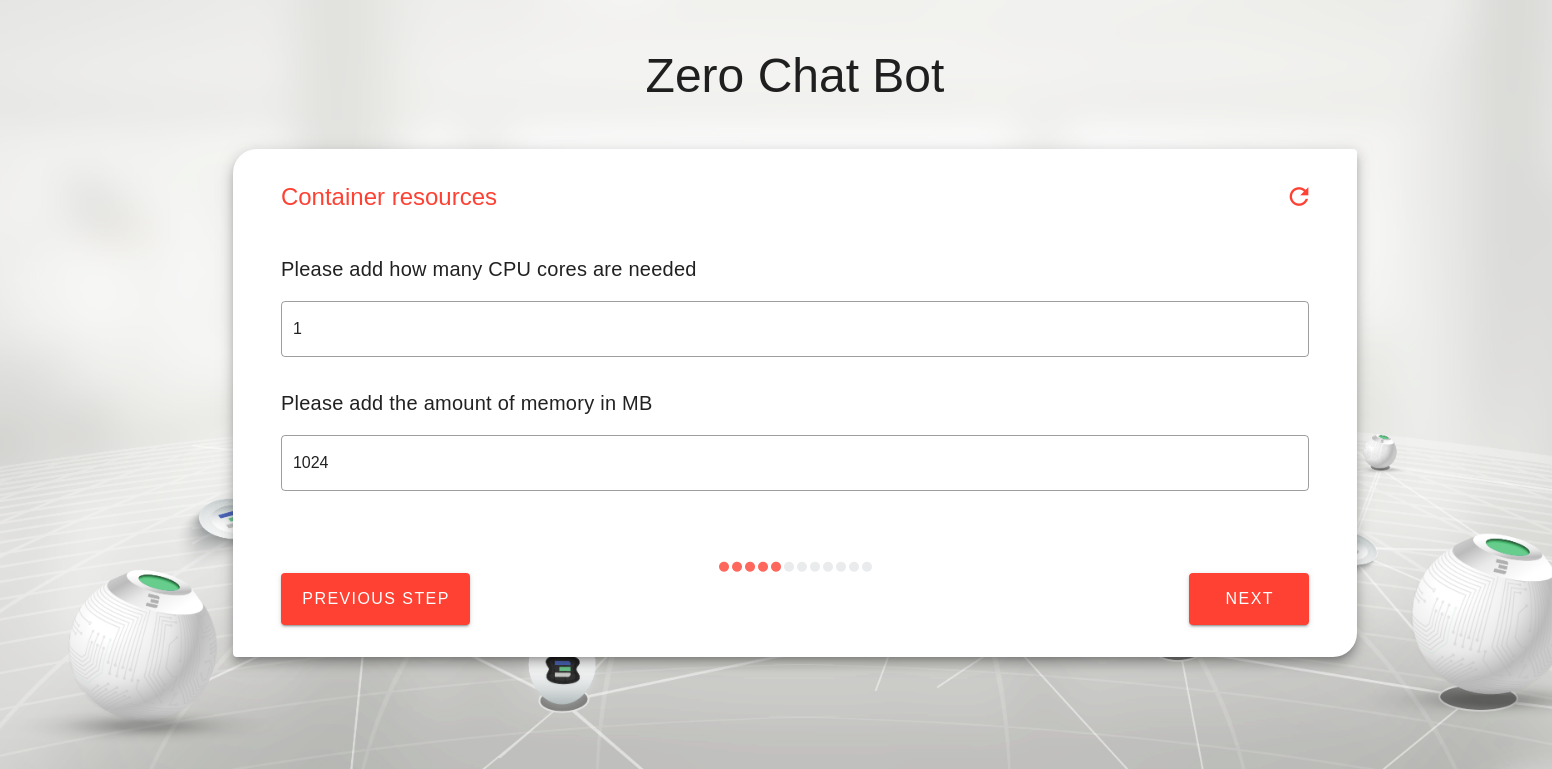 Zero Chat Bot
Container resources
Please add how many CPU cores are needed
1
Please add the amount of memory in MB
1024
PREVIOUS STEP
NEXT